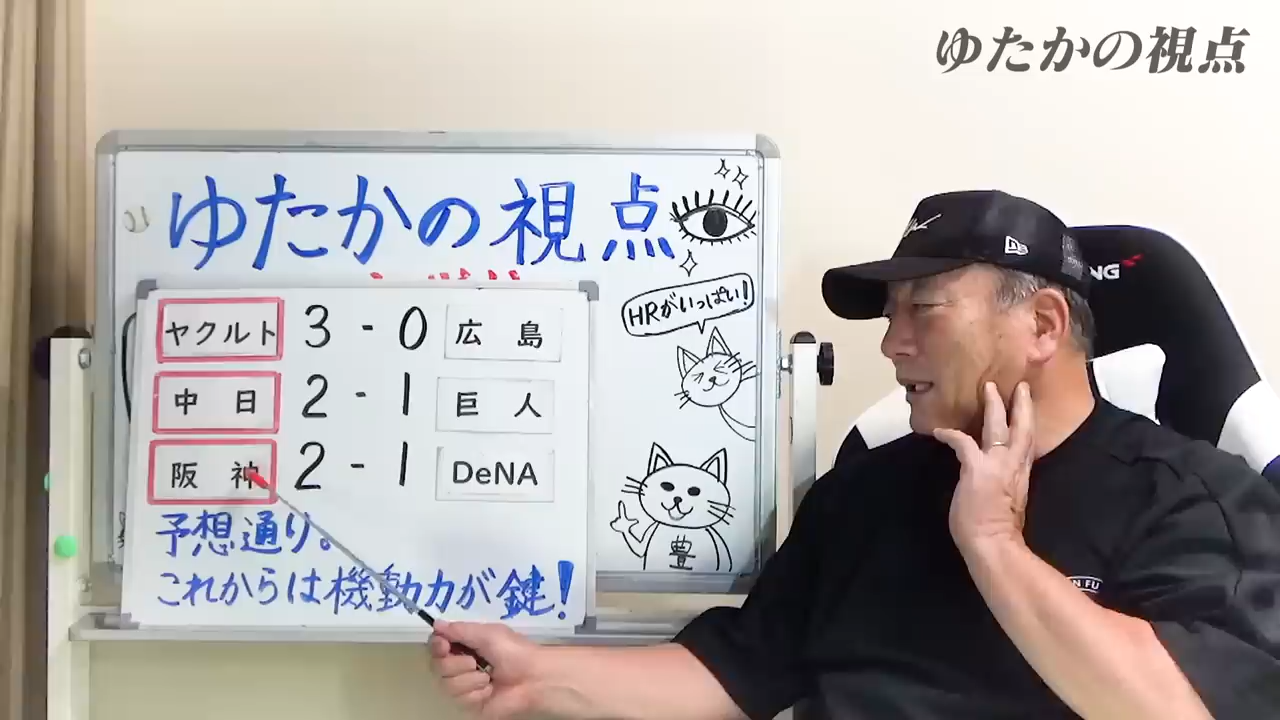 ゆたかの視点
ゆたかの視点
HRがいっぱい!
ヤクルト 3 - 0 広島
中日 2 - 1 巨人
阪神 2 - 1 DeNA
予想通り。
これからは機動力が鍵!
豊